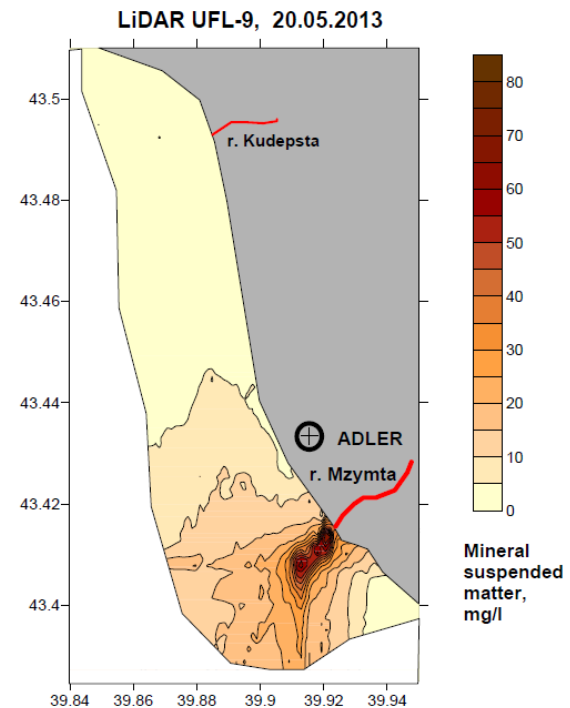 LiDAR UFL-9, 20.05.2013
43.5
43.48
43.46
43.44
43.42
43.4
39.84
39.86
39.88
39.9
39.92
39.94
r. Kudepsta
ADLER
r. Mzymta
80
70
60
50
40
30
20
10
0
Mineral
suspended
matter,
mg/l